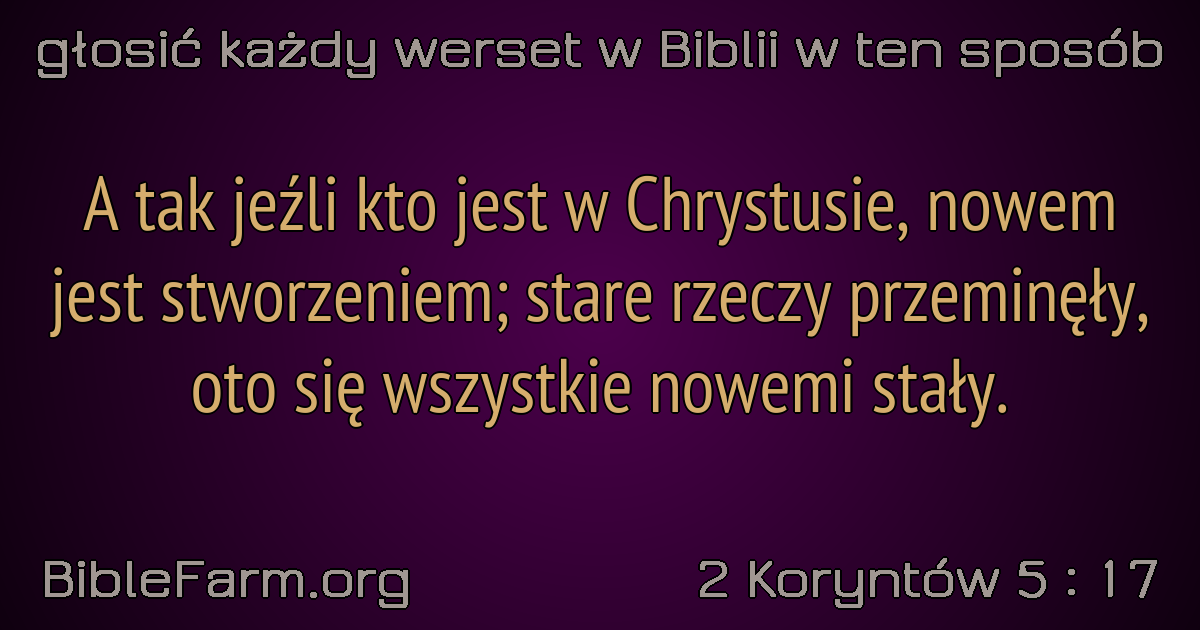 głosić każdy werset w Biblii w ten sposób
A tak jeźli kto jest w Chrystusie, nowem
jest stworzeniem; stare rzeczy przeminęły,
oto się wszystkie nowemi stały.
BibleFarm.org
2 Koryntów 5 : 17